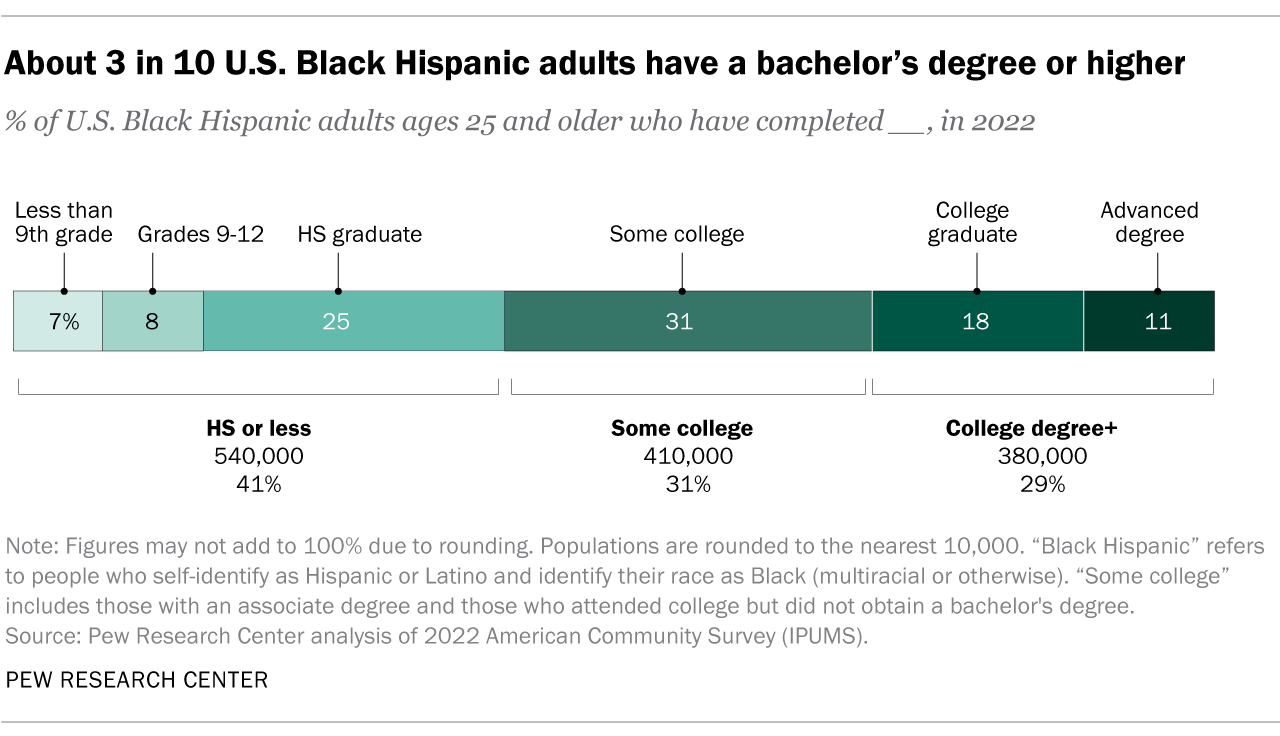 About 3 in 10 U.S. Black Hispanic adults have a bachelor’s degree or higher
% of U.S. Black Hispanic adults ages 25 and older who have completed __, in 2022
Less than
9th grade
Grades 9-12
HS graduate
Some college
College
graduate
Advanced
degree
7%
8
25
31
18
11
HS or less
540,000
41%
Some college
410,000
31%
College degree+
380,000
29%
Note: Figures may not add to 100% due to rounding. Populations are rounded to the nearest 10,000. “Black Hispanic” refers
to people who self-identify as Hispanic or Latino and identify their race as Black (multiracial or otherwise). “Some college”
includes those with an associate degree and those who attended college but did not obtain a bachelor's degree.
Source: Pew Research Center analysis of 2022 American Community Survey (IPUMS).
PEW RESEARCH CENTER